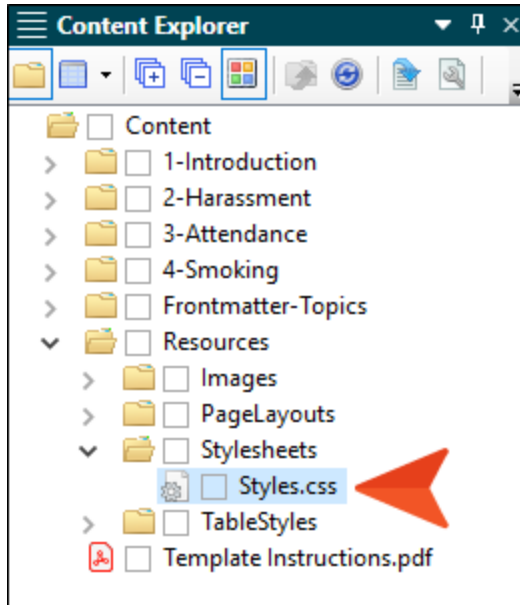 Content Explorer
Content
1-Introduction
2-Harassment
3-Attendance
4-Smoking
Frontmatter-Topics
Resources
Images
PageLayouts
Stylesheets
Styles.css
TableStyles
Template Instructions.pdf